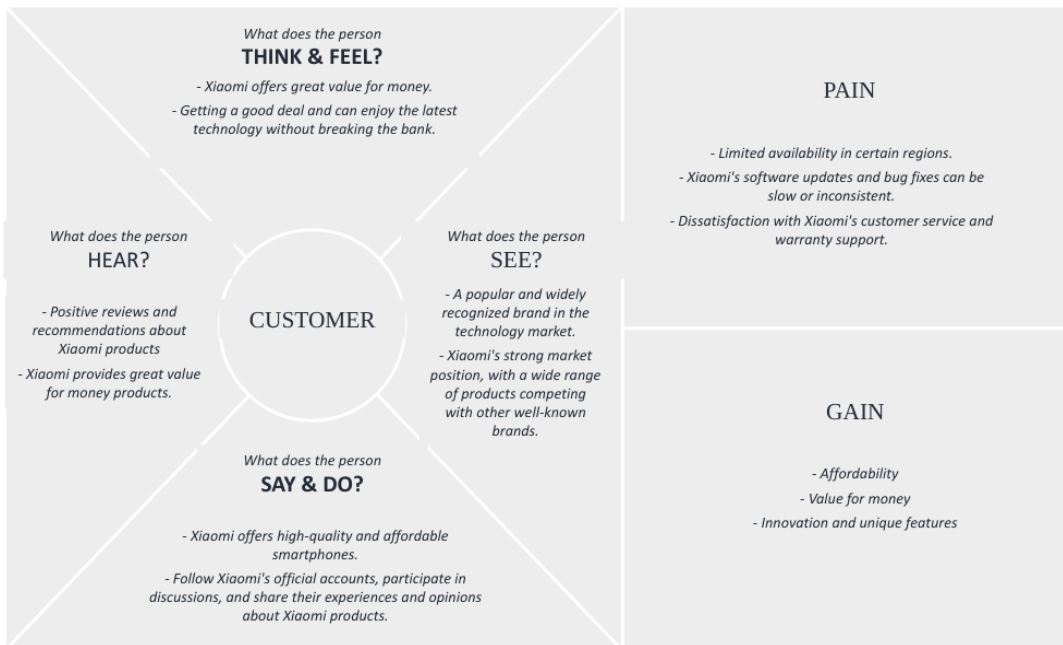 What does the person
THINK & FEEL?
- Xiaomi offers great value for money.
- Getting a good deal and can enjoy the latest
technology without breaking the bank.
What does the person
HEAR?
- Positive reviews and
recommendations about
Xiaomi products
- Xiaomi provides great value
for money products.
CUSTOMER
What does the person
SEE?
- A popular and widely
recognized brand in the
technology market.
- Xiaomi's strong market
position, with a wide range
of products competing
with other well-known
brands.
What does the person
SAY & DO?
- Xiaomi offers high-quality and affordable
smartphones.
- Follow Xiaomi's official accounts, participate in
discussions, and share their experiences and opinions
about Xiaomi products.
PAIN
- Limited availability in certain regions.
- Xiaomi's software updates and bug fixes can be
slow or inconsistent.
- Dissatisfaction with Xiaomi's customer service and
warranty support.
GAIN
- Affordability
- Value for money
- Innovation and unique features